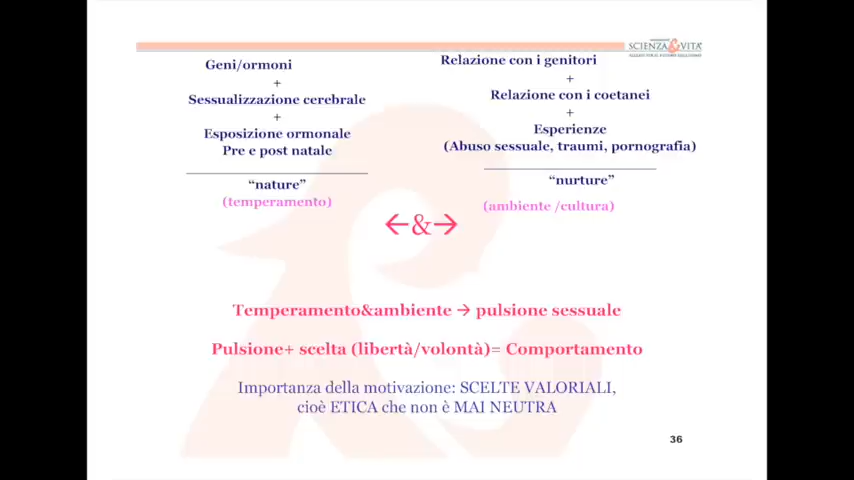 SCIENZA&VITA
Geni/ormoni
+
Sessualizzazione cerebrale
+
Esposizione ormonale
Pre e post natale
“nature”
(temperamento)
Relazione con i genitori
+
Relazione con i coetanei
+
Esperienze
(Abuso sessuale, traumi, pornografia)
“nurture”
(ambiente /cultura)
←&→
Temperamento&ambiente → pulsione sessuale
Pulsione+ scelta (libertà/volontà)= Comportamento
Importanza della motivazione: SCELTE VALORIALI,
cioè ETICA che non è MAI NEUTRA
36